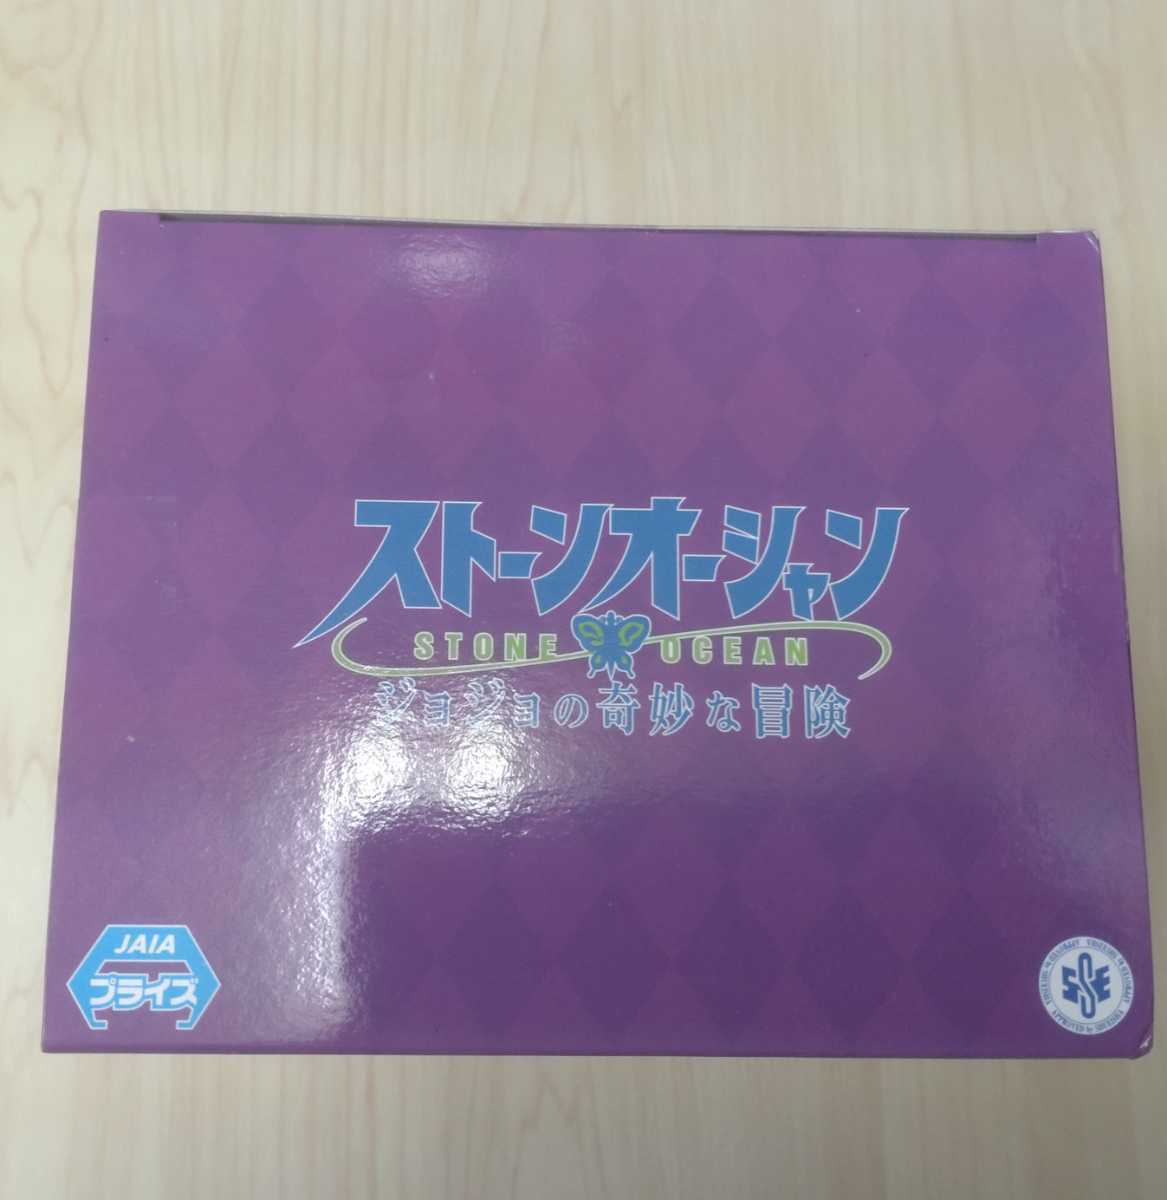 ストーンオーシャン
STONE OCEAN
ジョジョの奇妙な冒険
JAIA
プライズ
SSE